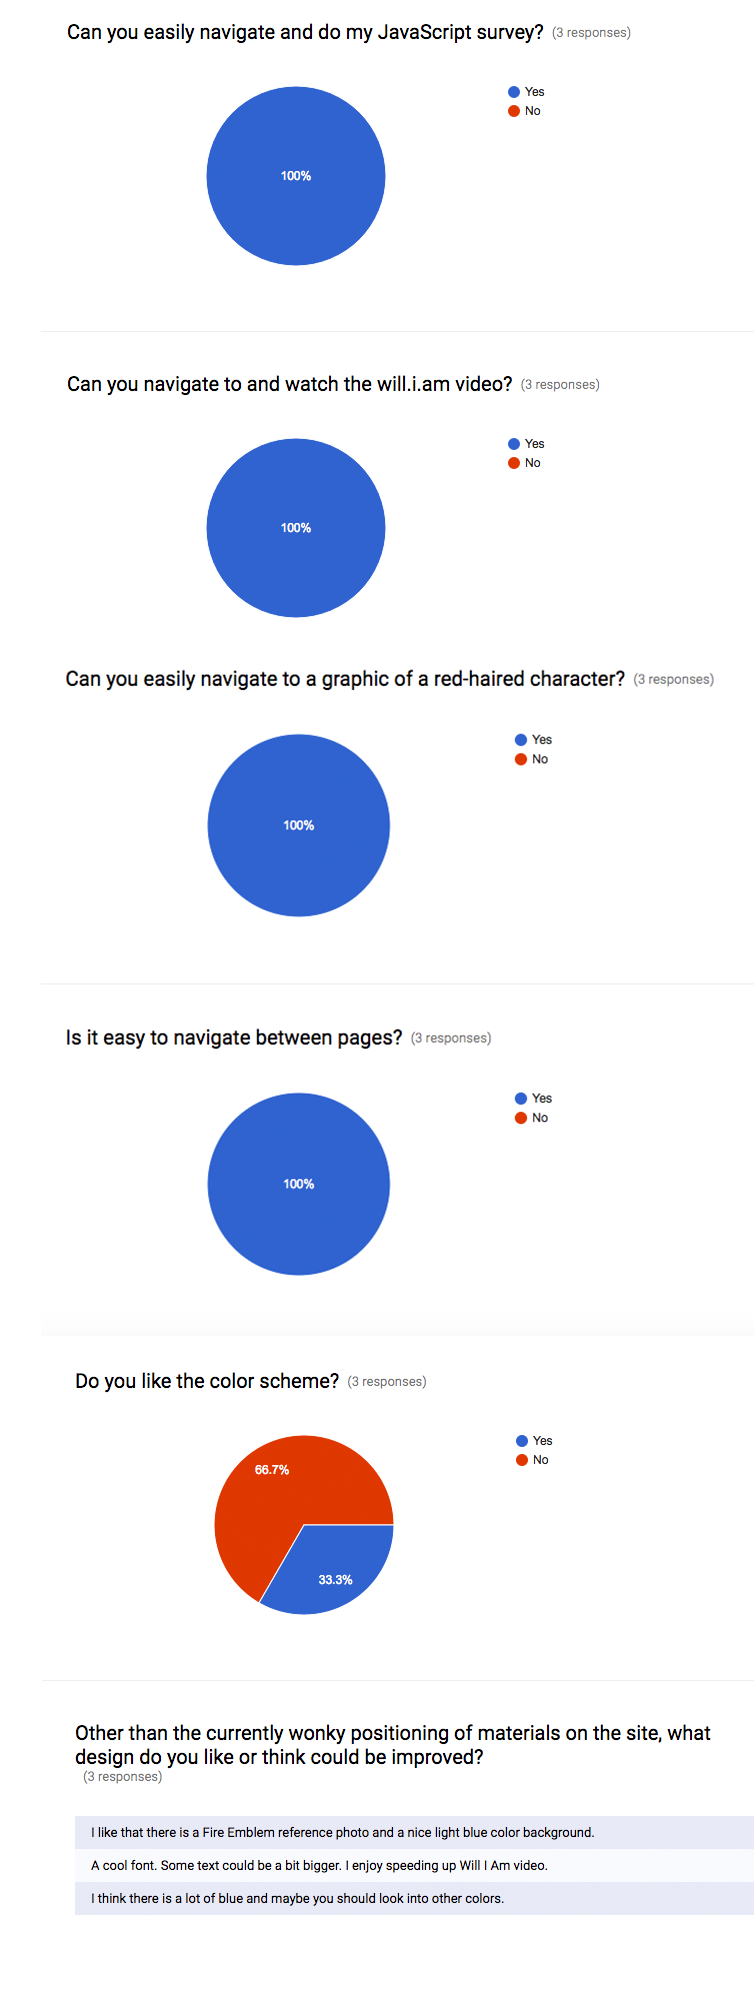 Can you easily navigate and do my JavaScript survey? (3 responses)
Yes
No
100%
Can you navigate to and watch the will.i.am video? (3 responses)
Yes
No
100%
Can you easily navigate to a graphic of a red-haired character? (3 responses)
Yes
No
100%
Is it easy to navigate between pages? (3 responses)
Yes
No
100%
Do you like the color scheme? (3 responses)
Yes
No
66.7%
33.3%
Other than the currently wonky positioning of materials on the site, what
design do you like or think could be improved?
(3 responses)
I like that there is a Fire Emblem reference photo and a nice light blue color background.
A cool font. Some text could be a bit bigger. I enjoy speeding up Will I Am video.
I think there is a lot of blue and maybe you should look into other colors.